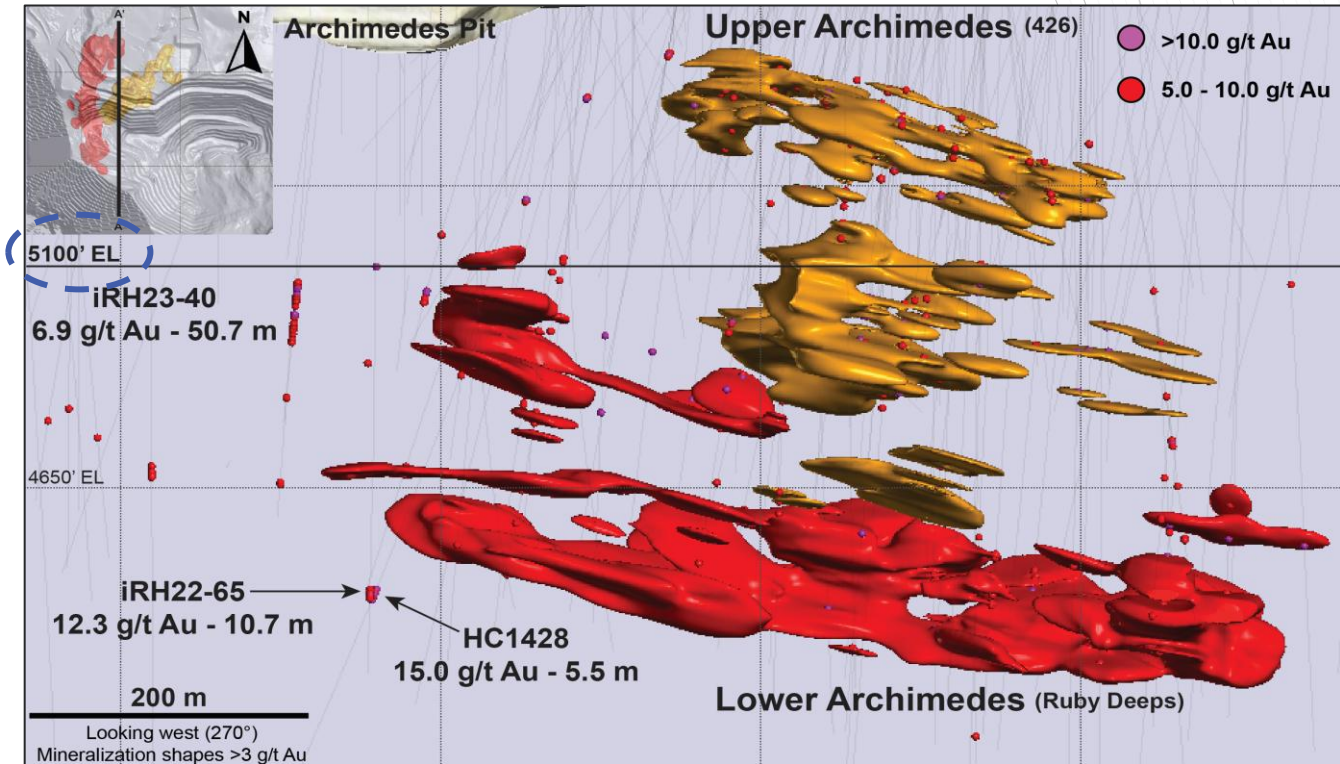 A'
N
A
Archimedes Pit
Upper Archimedes (426)
>10.0 g/t Au
5.0 - 10.0 g/t Au
5100' EL
iRH23-40
6.9 g/t Au - 50.7 m
4650' EL
iRH22-65
12.3 g/t Au - 10.7 m
HC1428
15.0 g/t Au - 5.5 m
Lower Archimedes (Ruby Deeps)
200 m
Looking west (270°)
Mineralization shapes >3 g/t Au